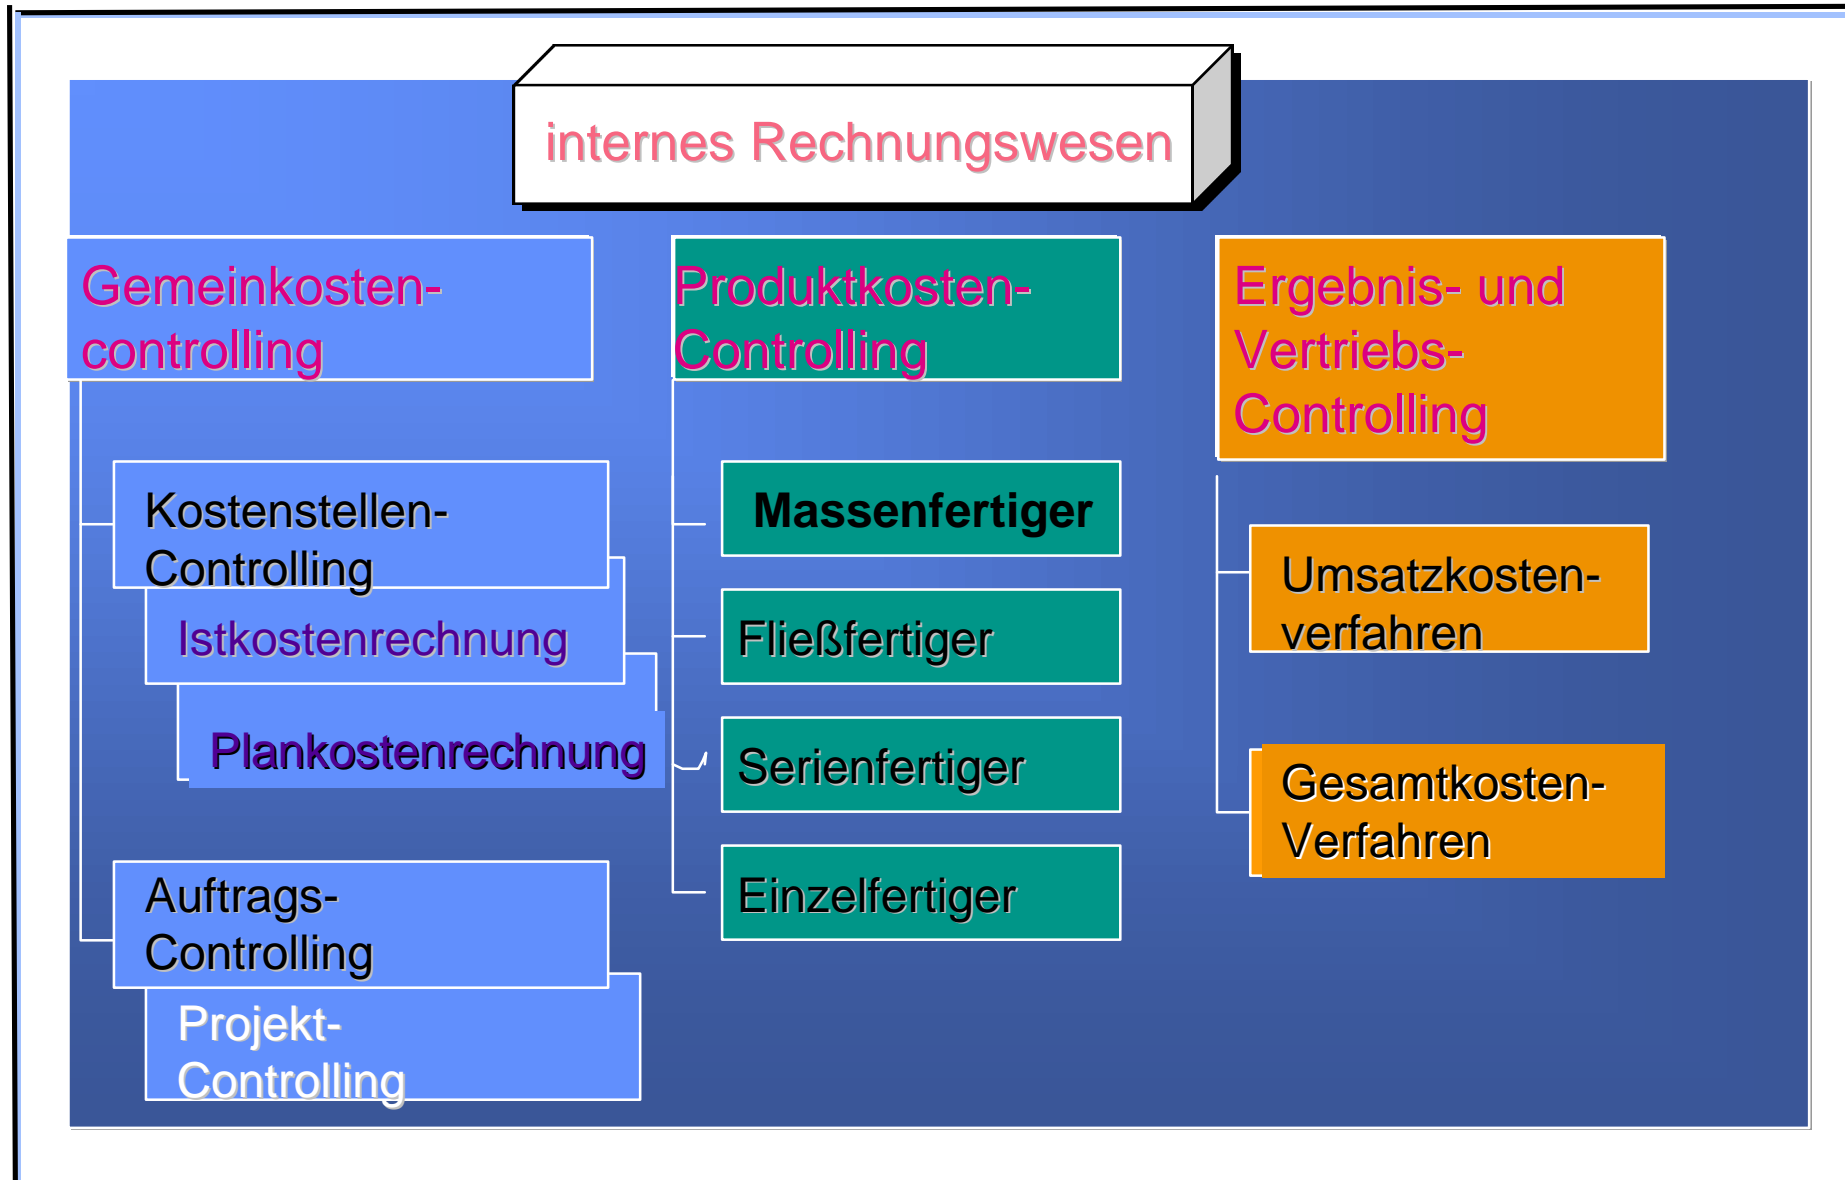 internes Rechnungswesen
Gemeinkosten-
controlling
Kostenstellen-
Controlling
Istkostenrechnung
Plankostenrechnung
Auftrags-
Controlling
Projekt-
Controlling
Produktkosten-
Controlling
Massenfertiger
Fließfertiger
Serienfertiger
Einzelfertiger
Ergebnis- und
Vertriebs-
Controlling
Umsatzkosten-
verfahren
Gesamtkosten-
Verfahren